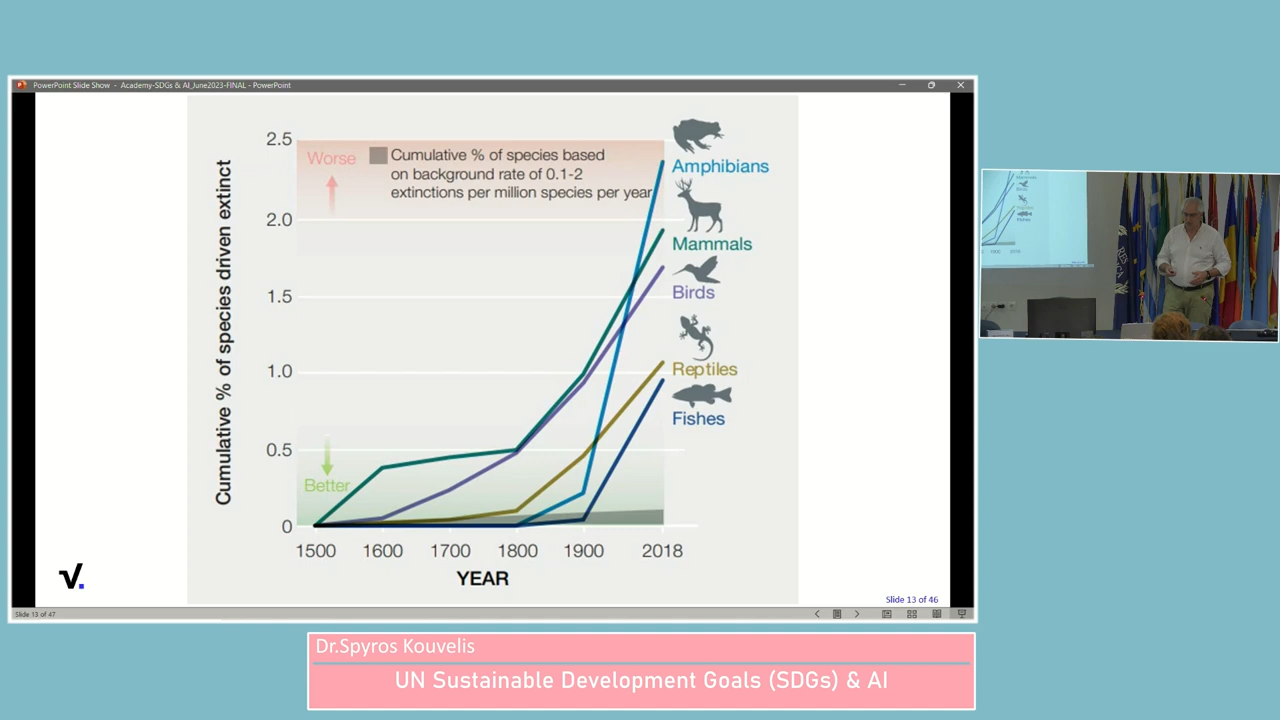 PowerPoint Slide Show - Academy-SDGs & AI_June2023-FINAL - PowerPoint
Cumulative % of species driven extinct
2.5
2.0
1.5
1.0
0.5
0
Worse
Cumulative % of species based
on background rate of 0.1-2
extinctions per million species per year
Better
Amphibians
Mammals
Birds
Reptiles
Fishes
1500 1600 1700 1800 1900 2018
YEAR
V.
Slide 13 of 46
Slide 13 of 47
Dr.Spyros Kouvelis
UN Sustainable Development Goals (SDGs) & AI